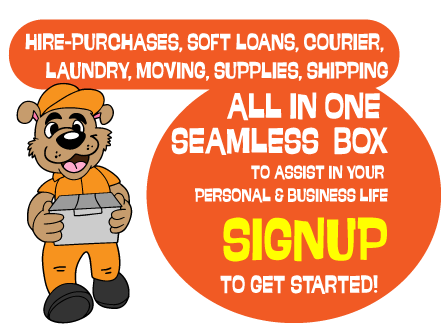 HIRE-PURCHASES, SOFT LOANS, COURIER,
LAUNDRY, MOVING, SUPPLIES, SHIPPING
ALL IN ONE
SEAMLESS BOX
TO ASSIST IN YOUR
PERSONAL & BUSINESS LIFE
SIGNUP
TO GET STARTED!